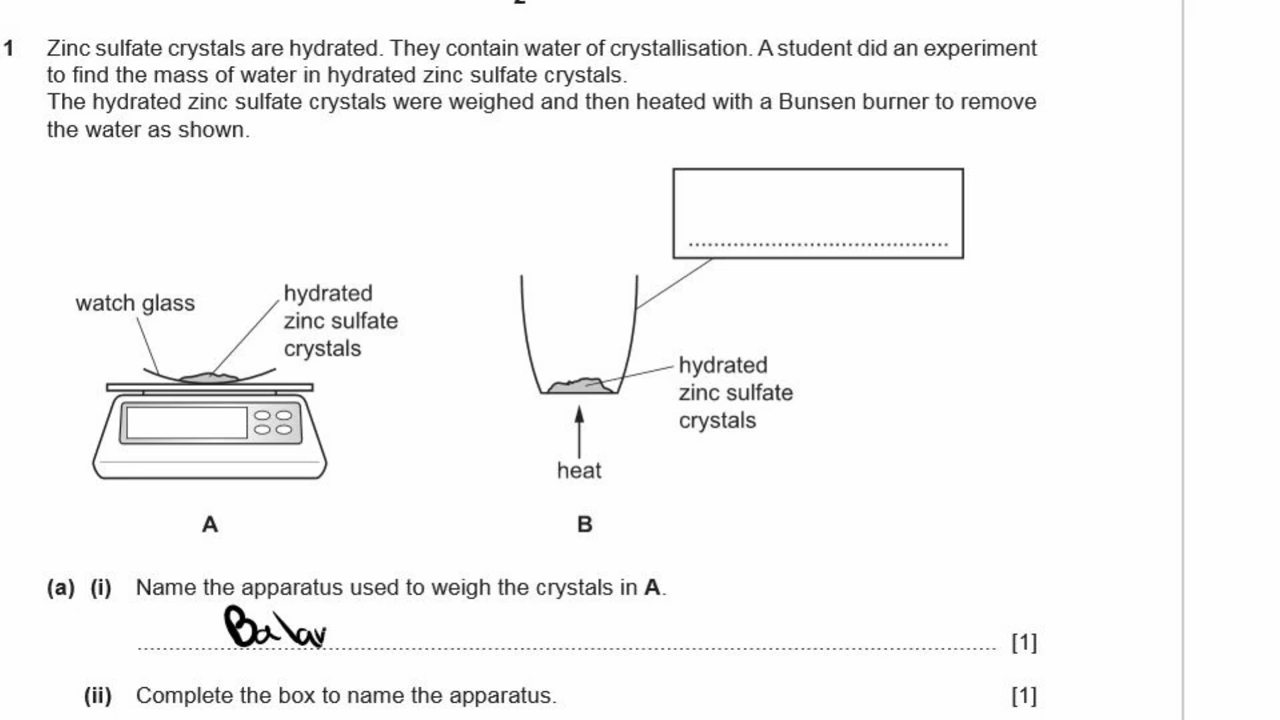 1 Zinc sulfate crystals are hydrated. They contain water of crystallisation. A student did an experiment
to find the mass of water in hydrated zinc sulfate crystals.
The hydrated zinc sulfate crystals were weighed and then heated with a Bunsen burner to remove
the water as shown.
watch glass
hydrated
zinc sulfate
crystals
hydrated
zinc sulfate
crystals
heat
A
B
(a) (i) Name the apparatus used to weigh the crystals in A.
Balan
[1]
(ii) Complete the box to name the apparatus. [1]